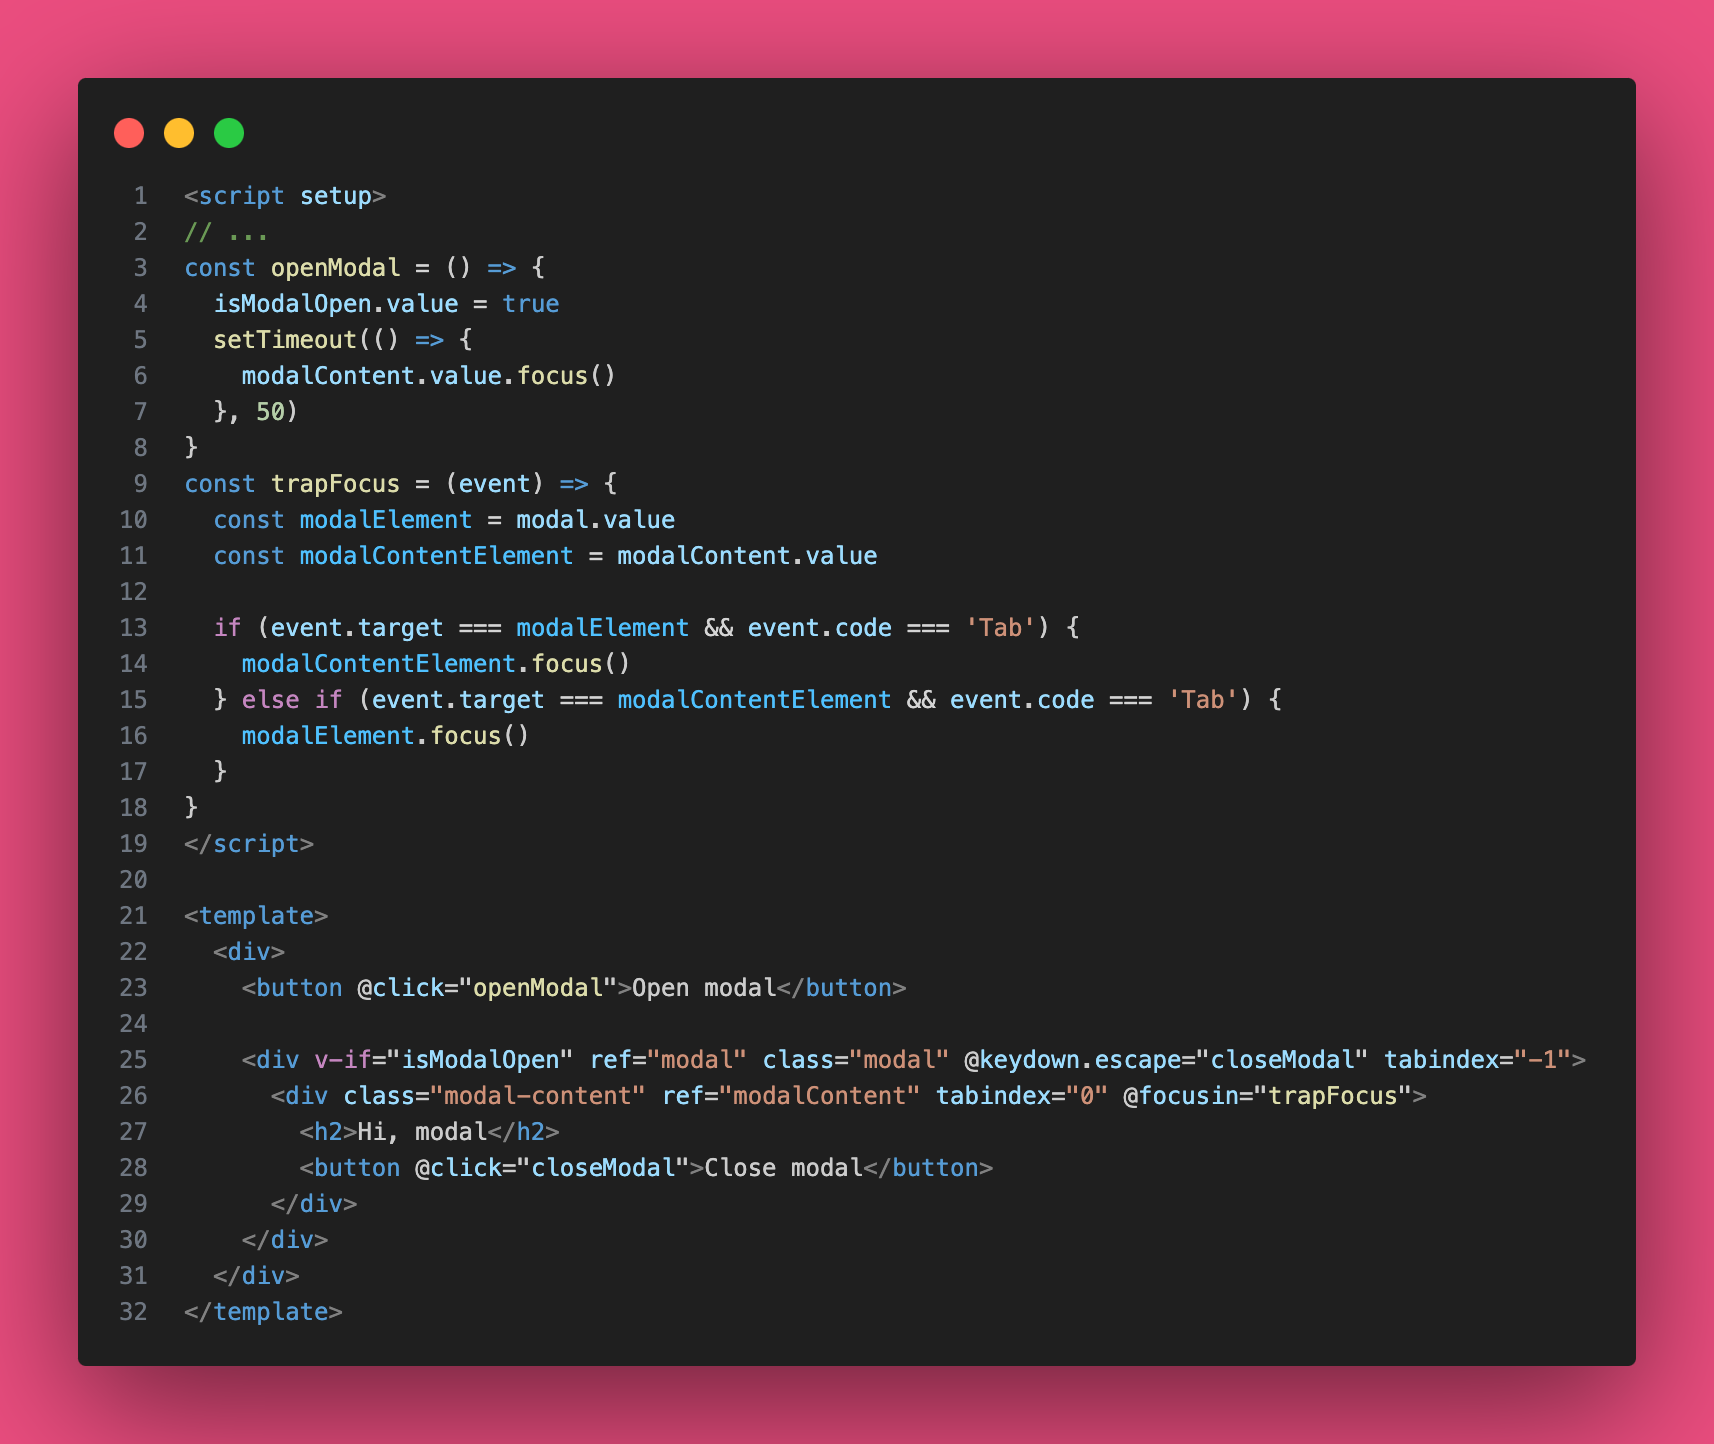 1 <script setup>
2 // ...
3 const openModal = () => {
4   isModalOpen.value = true
5   setTimeout(() => {
6     modalContent.value.focus()
7   }, 50)
8 }
9 const trapFocus = (event) => {
10   const modalElement = modal.value
11   const modalContentElement = modalContent.value
12
13   if (event.target === modalElement && event.code === 'Tab') {
14     modalContentElement.focus()
15   } else if (event.target === modalContentElement && event.code === 'Tab') {
16     modalElement.focus()
17   }
18 }
19 </script>
20
21 <template>
22   <div>
23     <button @click="openModal">Open modal</button>
24
25     <div v-if="isModalOpen" ref="modal" class="modal" @keydown.escape="closeModal" tabindex="-1">
26       <div class="modal-content" ref="modalContent" tabindex="0" @focusin="trapFocus">
27         <h2>Hi, modal</h2>
28         <button @click="closeModal">Close modal</button>
29       </div>
30     </div>
31   </div>
32 </template>